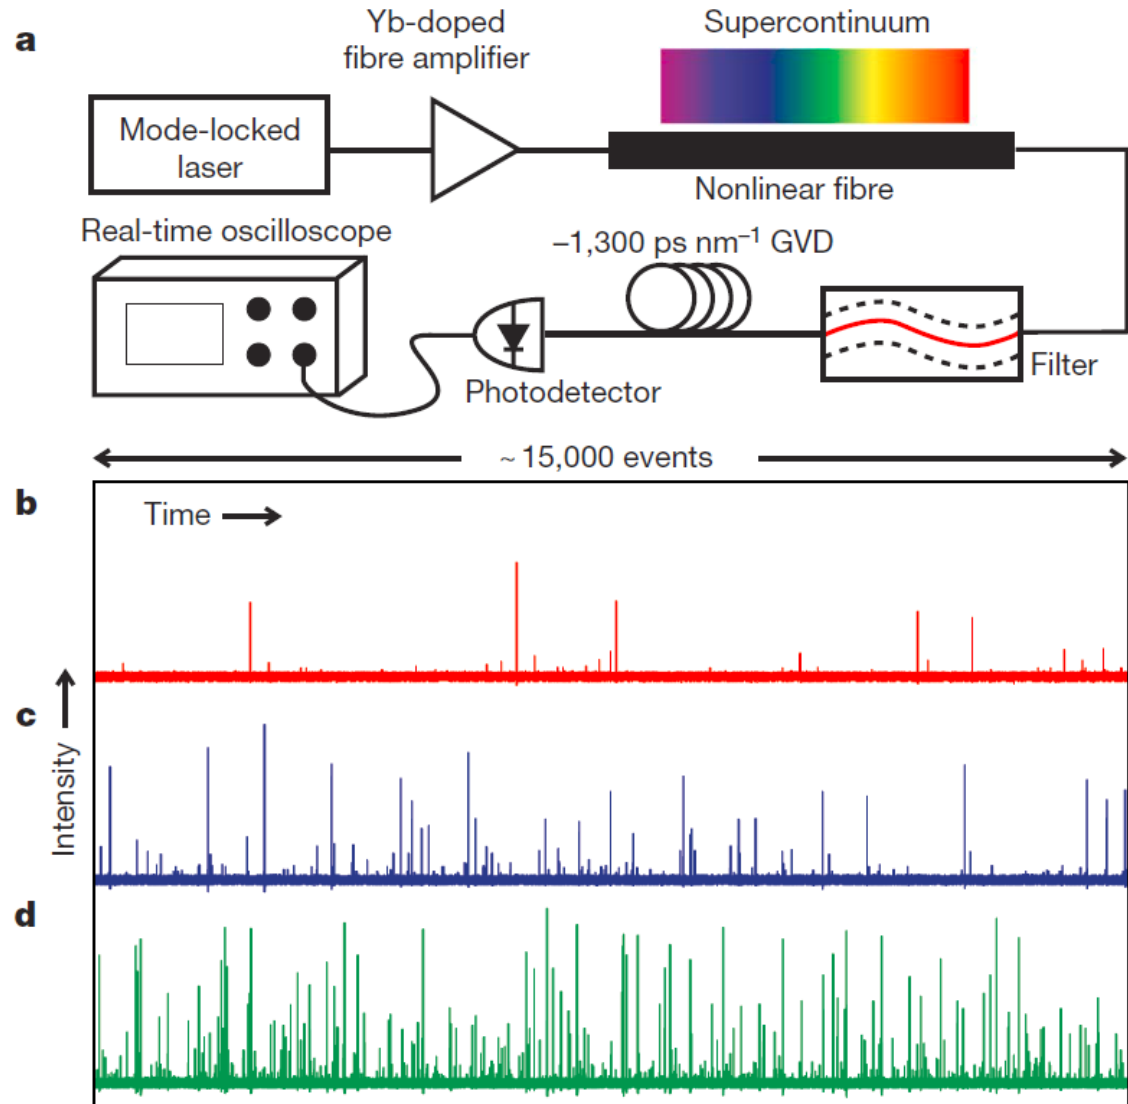 a
Yb-doped
fibre amplifier
Supercontinuum
Mode-locked
laser
Nonlinear fibre
Real-time oscilloscope
–1,300 ps nm⁻¹ GVD
Photodetector
Filter
~ 15,000 events
b
Time
c
Intensity
d